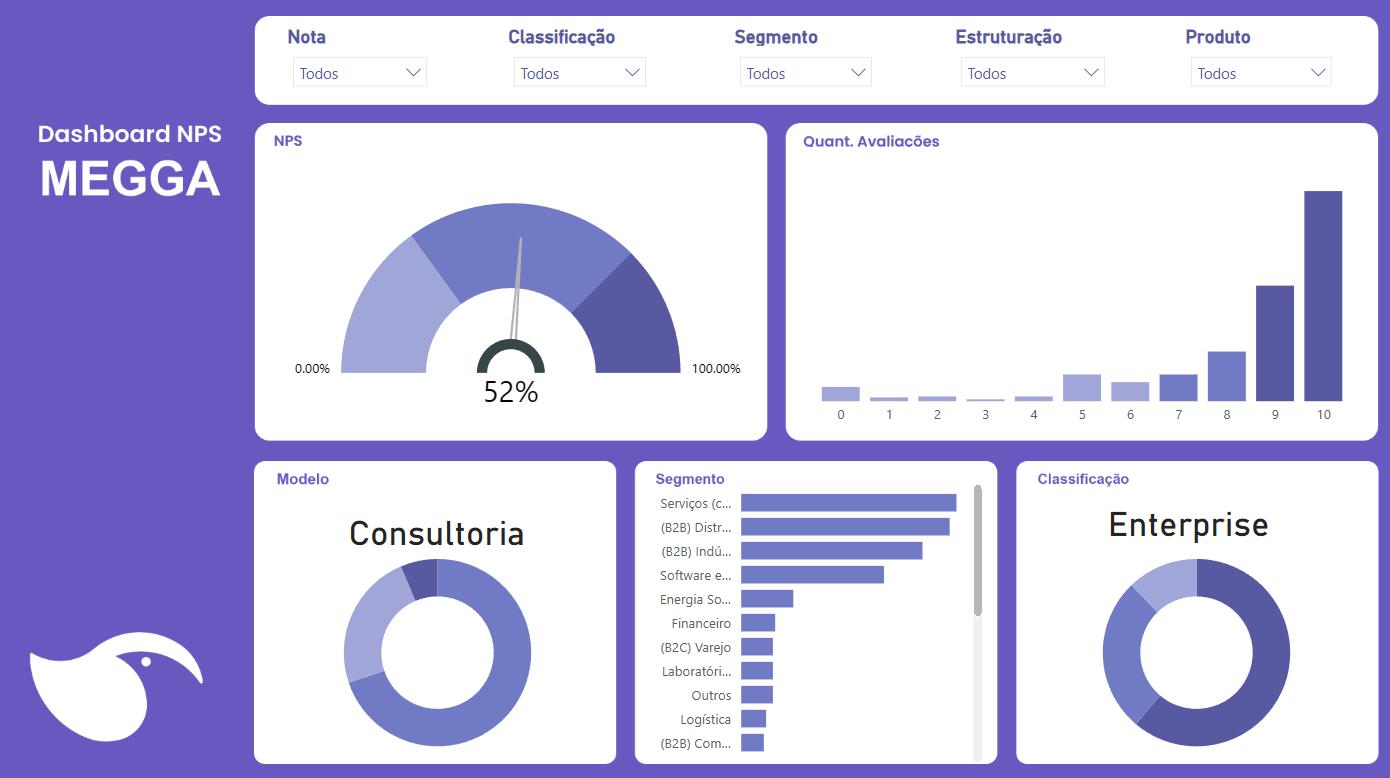 Nota
Classificação
Segmento
Estruturação
Produto
Todos
Todos
Todos
Todos
Todos
Dashboard NPS
MEGGA
NPS
0.00%
100.00%
52%
Quant. Avaliacões
0 1 2 3 4 5 6 7 8 9 10
Modelo
Consultoria
Segmento
Serviços (c...
(B2B) Distr...
(B2B) Indú...
Software e...
Energia So...
Financeiro
(B2C) Varejo
Laboratóri...
Outros
Logística
(B2B) Com...
Classificação
Enterprise